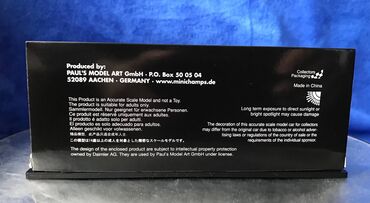 Produced by:
PAUL'S MODEL ART GmbH · P.O. Box 50 05 04
52089 AACHEN · GERMANY · www.minichamps.de
Collectors
Packaging
Made in China
This Product is an Accurate Scale Model and not a Toy.
The product is suitable for adults only.
Sammlermodell. Kein Spielzeug. Nur für Erwachsene.
Ce produit est réservé uniquement aux adultes.
Il prodotto è adatto solo per adulti.
El producto es solo adecuado para adultos.
Alleen geschikt voor volwassenen.
Long term exposure to direct sunlight or
bright spotlight may cause damage
The decoration of this accurate scale model car for collectors
may differ from the original car due to tobacco or alcohol adver-
tising laws or regulations of the country of sale or the
requirements of the individual sponsor.
The design of the enclosed product are subject to intellectual property protection
owned by Daimler AG. They are used by Paul's Model Art GmbH under license.